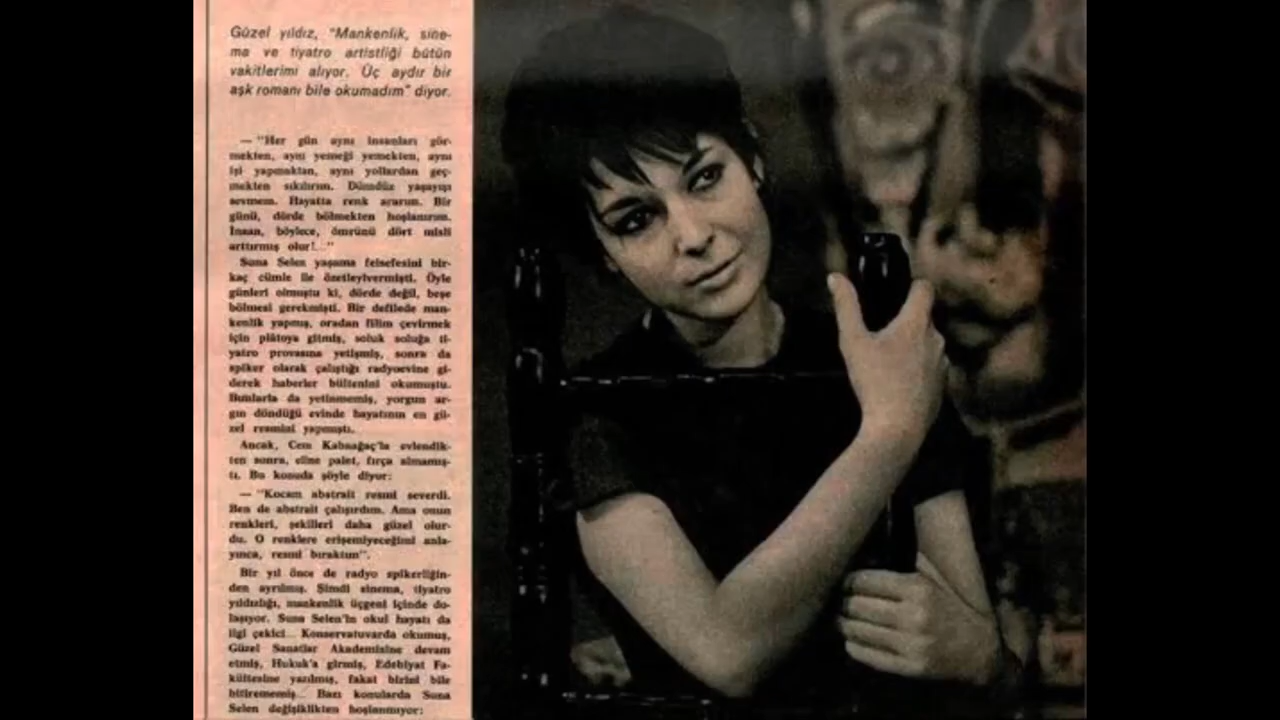 Güzel yıldız, "Mankenlik, sine-
ma ve tiyatro artistliği bütün
vakitlerimi alıyor. Üç aydır bir
aşk romanı bile okumadım" diyor.
— "Her gün aynı insanları gör-
mekten, aynı yemeği yemekten, aynı
işi yapmaktan, aynı yollardan geç-
mekten sıkılırım. Dümdüz yaşayışı
sevmem. Hayatta renk ararım. Bir
günü, dörde bölmekten hoşlanırım.
İnsan, böylece, ömrünü dört misli
arttırmış olur!..."
Suna Selen yaşama felsefesini bir-
kaç cümle ile özetleyivermişti. Öyle
günleri olmuştu ki, dörde değil, beşe
bölmesi gerekmişti. Bir defilede man-
kenlik yapmış, oradan filim çevirmek
için plâtoya gitmiş, soluk soluğa ti-
yatro provasına yetişmiş, sonra da
spiker olarak çalıştığı radyoevine gi-
derek haberler bültenini okumuştu.
Bunlarla da yetinmemiş, yorgun ar-
gın döndüğü evinde hayatının en gü-
zel resmini yapmıştı.
Ancak, Cem Kabaağaç'la evlendik-
ten sonra, eline palet, fırça almamış-
tı. Bu konuda şöyle diyor:
— "Kocam abstrait resmi severdi.
Ben de abstrait çalışırdım. Ama onun
renkleri, şekilleri daha güzel olur-
du. O renklere erişemiyeceğimi anla-
yınca, resmi bıraktım".
Bir yıl önce de radyo spikerliğin-
den ayrılmış. Şimdi sinema, tiyatro
yıldızlığı, mankenlik üçgeni içinde do-
laşıyor. Suna Selen'in okul hayatı da
ilgi çekici... Konservatuvarda okumuş,
Güzel Sanatlar Akademisine devam
etmiş, Hukuk'a girmiş, Edebiyat Fa-
kültesine yazılmış, fakat birini bile
bitirememiş... Bazı konularda Suna
Selen değişiklikten hoşlanmıyor: